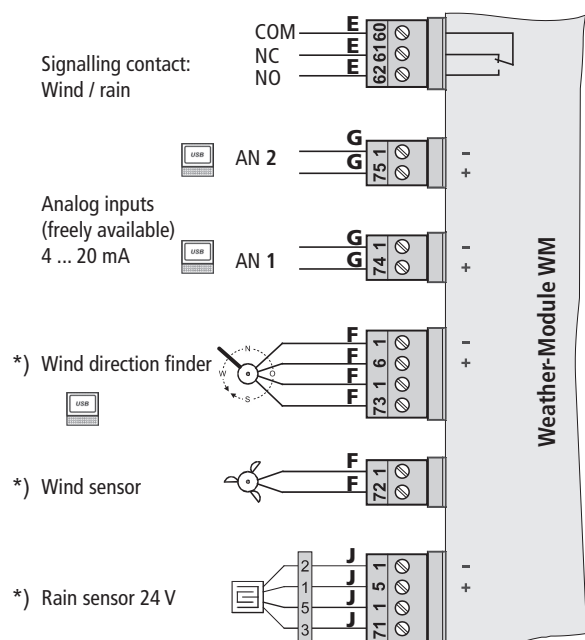 Signalling contact:
Wind / rain
COM E 60
NC E 61
NO E 62
USB AN 2 G 1 -
G 75 +
Analog inputs
(freely available)
4 ... 20 mA
USB AN 1 G 1 -
G 74 +
*) Wind direction finder
N
W O
S
USB
F 1 -
F 6 +
F 1
F 73
*) Wind sensor
F 1
F 72
*) Rain sensor 24 V
2 J 1 -
1 J 5 +
5 J 1
3 J 71
Weather-Module WM